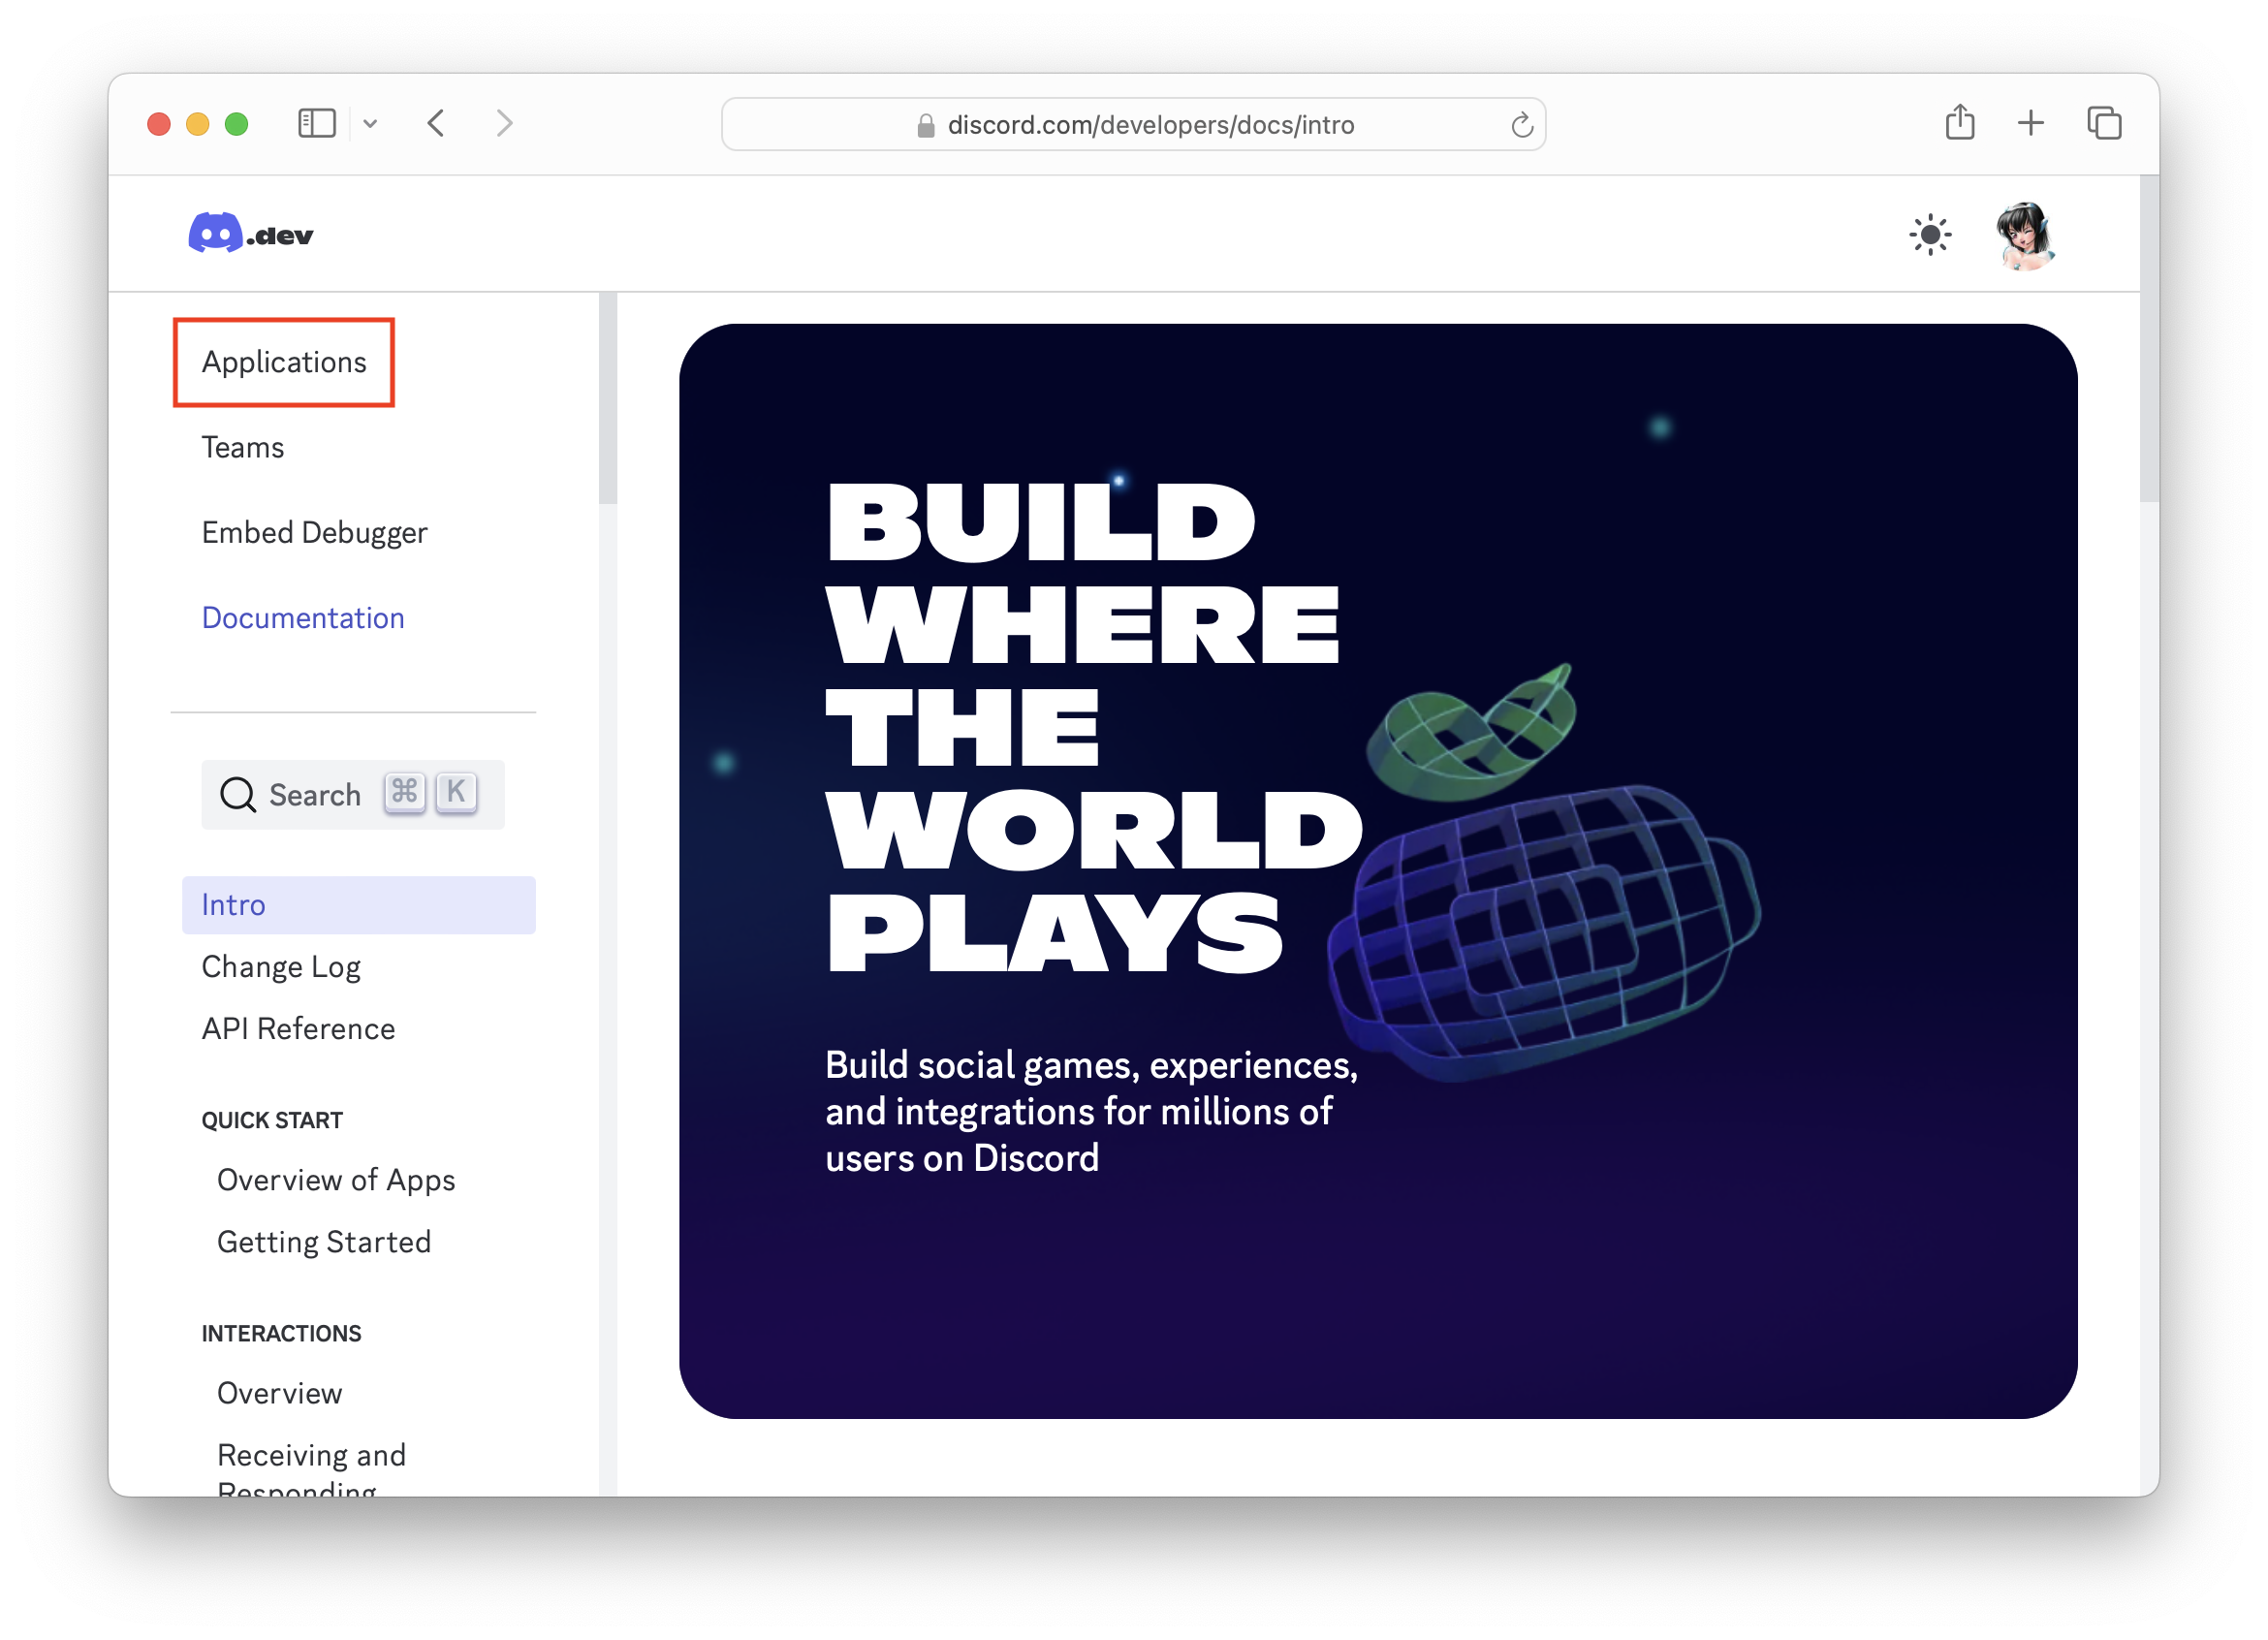 discord.com/developers/docs/intro
.dev
Applications
Teams
Embed Debugger
Documentation
Search ⌘ K
Intro
Change Log
API Reference
QUICK START
Overview of Apps
Getting Started
INTERACTIONS
Overview
Receiving and
Responding
BUILD
WHERE
THE
WORLD
PLAYS
Build social games, experiences,
and integrations for millions of
users on Discord